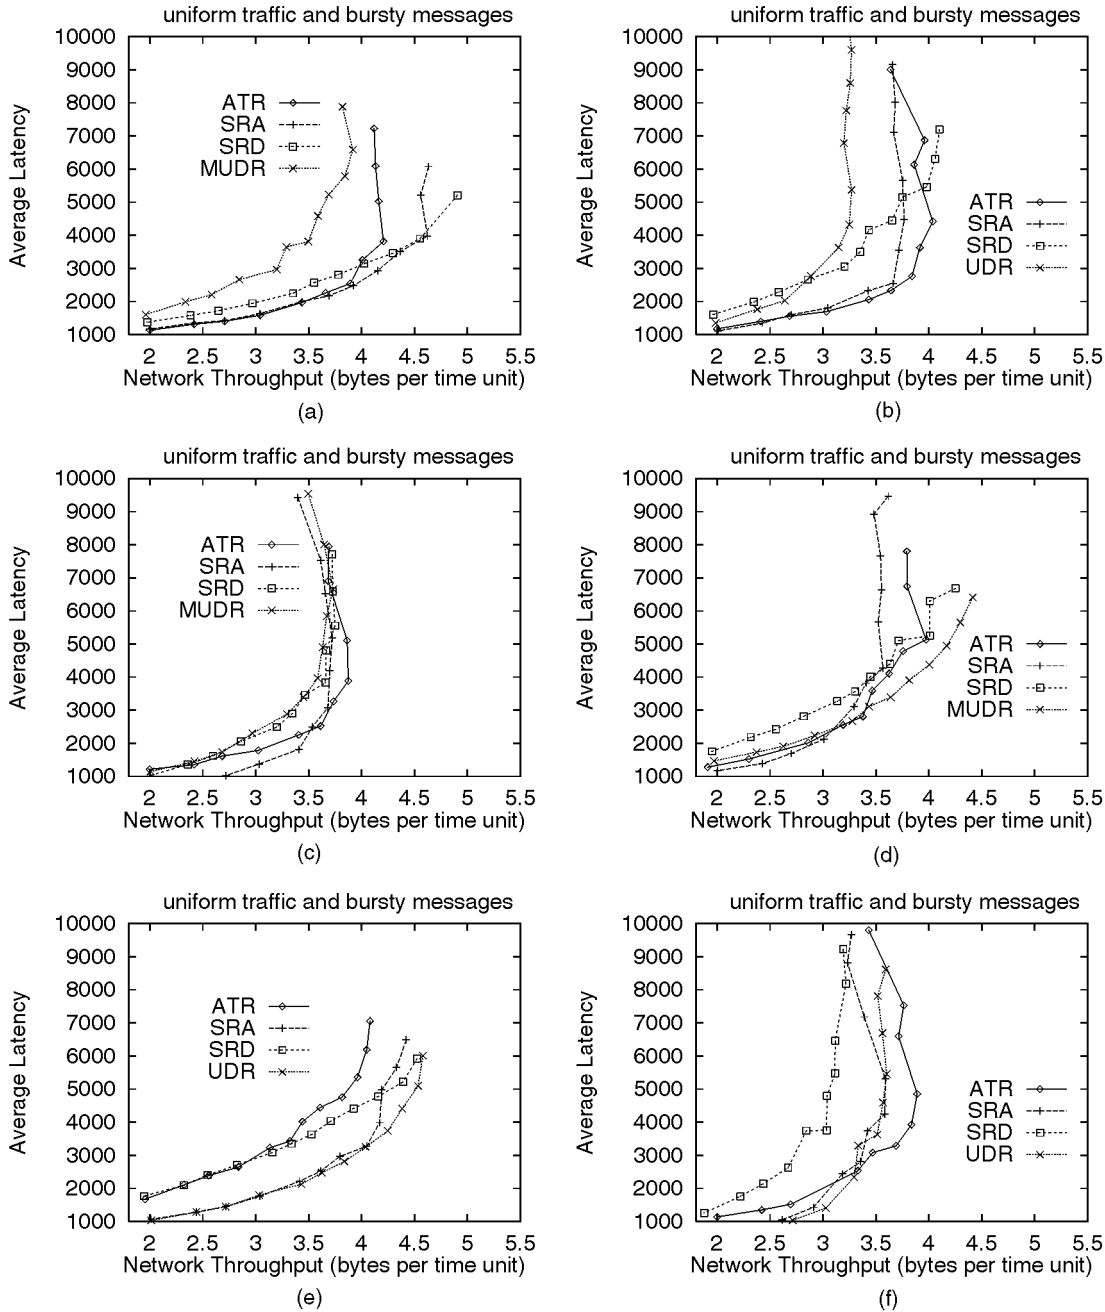 uniform traffic and bursty messages
10000
9000
8000
7000
6000
5000
4000
3000
2000
1000
Average Latency
ATR
SRA
SRD
MUDR
2 2.5 3 3.5 4 4.5 5 5.5
Network Throughput (bytes per time unit)
(a)
uniform traffic and bursty messages
10000
9000
8000
7000
6000
5000
4000
3000
2000
1000
Average Latency
ATR
SRA
SRD
UDR
2 2.5 3 3.5 4 4.5 5 5.5
Network Throughput (bytes per time unit)
(b)
uniform traffic and bursty messages
10000
9000
8000
7000
6000
5000
4000
3000
2000
1000
Average Latency
ATR
SRA
SRD
MUDR
2 2.5 3 3.5 4 4.5 5 5.5
Network Throughput (bytes per time unit)
(c)
uniform traffic and bursty messages
10000
9000
8000
7000
6000
5000
4000
3000
2000
1000
Average Latency
ATR
SRA
SRD
MUDR
2 2.5 3 3.5 4 4.5 5 5.5
Network Throughput (bytes per time unit)
(d)
uniform traffic and bursty messages
10000
9000
8000
7000
6000
5000
4000
3000
2000
1000
Average Latency
ATR
SRA
SRD
UDR
2 2.5 3 3.5 4 4.5 5 5.5
Network Throughput (bytes per time unit)
(e)
uniform traffic and bursty messages
10000
9000
8000
7000
6000
5000
4000
3000
2000
1000
Average Latency
ATR
SRA
SRD
UDR
2 2.5 3 3.5 4 4.5 5 5.5
Network Throughput (bytes per time unit)
(f)